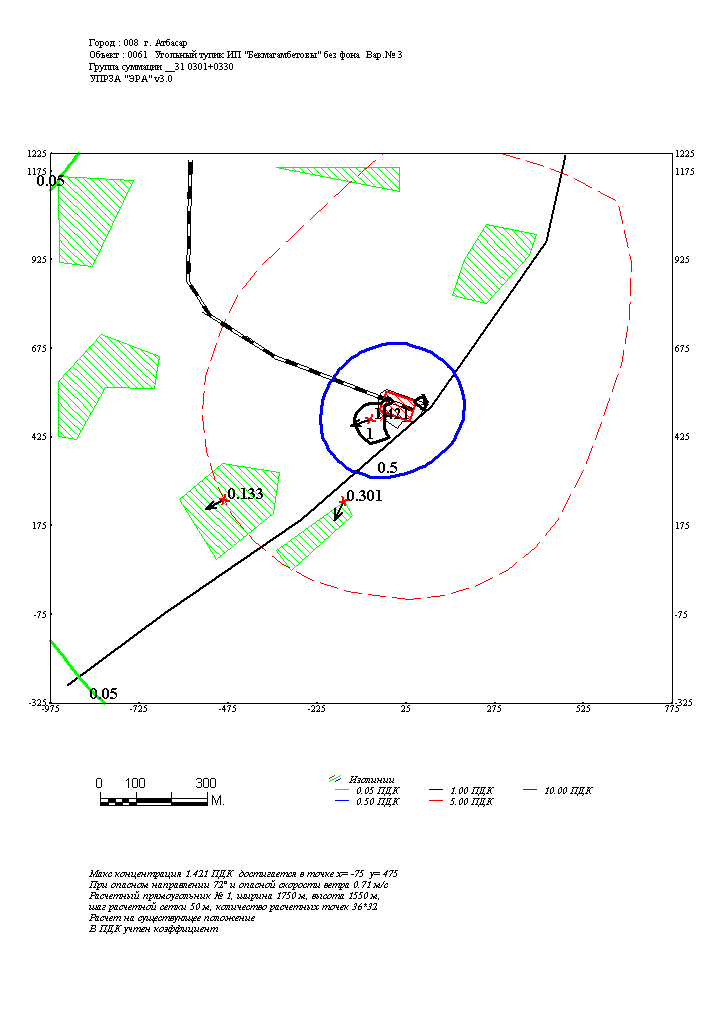 Город : 008 г. Атбасар
Объект : 0061 Угольный тупик ИП "Бекмагамбетовы" без фона Вар.№ 3
Группа суммации __31 0301+0330
УПРЗА "ЭРА" v3.0
1225 1225
1175 1175
0.05
925 925
675 675
1.421
1 1
425 425
0.5
0.133 0.301
175 175
-75 -75
0.05
-325 -325
-975 -725 -475 -225 25 275 525 775
0 100 300
М.
Изолинии
0.05 ПДК 1.00 ПДК 10.00 ПДК
0.50 ПДК 5.00 ПДК
Макс концентрация 1.421 ПДК достигается в точке x= -75 y= 475
При опасном направлении 72° и опасной скорости ветра 0.71 м/с
Расчетный прямоугольник № 1, ширина 1750 м, высота 1550 м,
шаг расчетной сетки 50 м, количество расчетных точек 36*32
Расчет на существующее положение
В ПДК учтен коэффициент